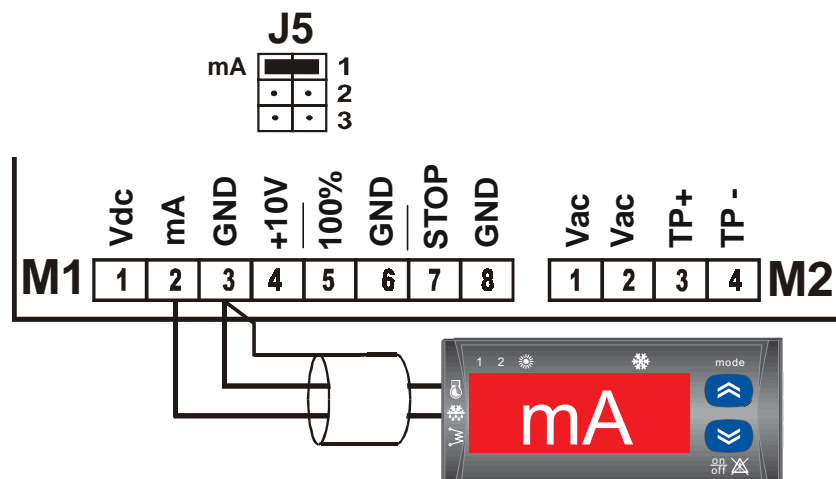 J5
mA 1
2
3
Vdc mA GND +10V 100% GND STOP GND Vac Vac TP+ TP -
M1 1 2 3 4 5 6 7 8 1 2 3 4 M2
1 2 mode
mA
on
off